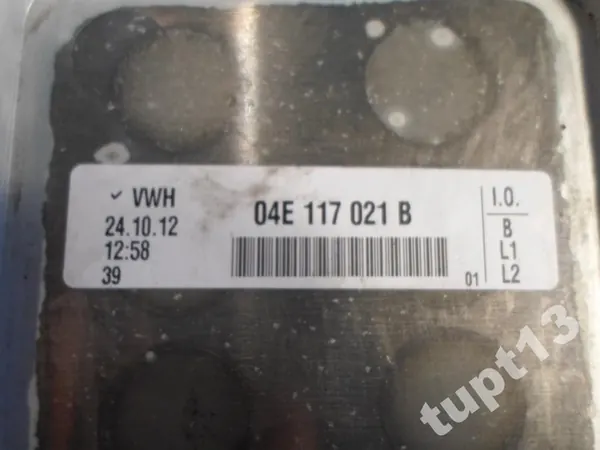 ✓ VWH
24.10.12
12:58
39
04E 117 021 B
01
I.O.
B
L1
L2
tupt13